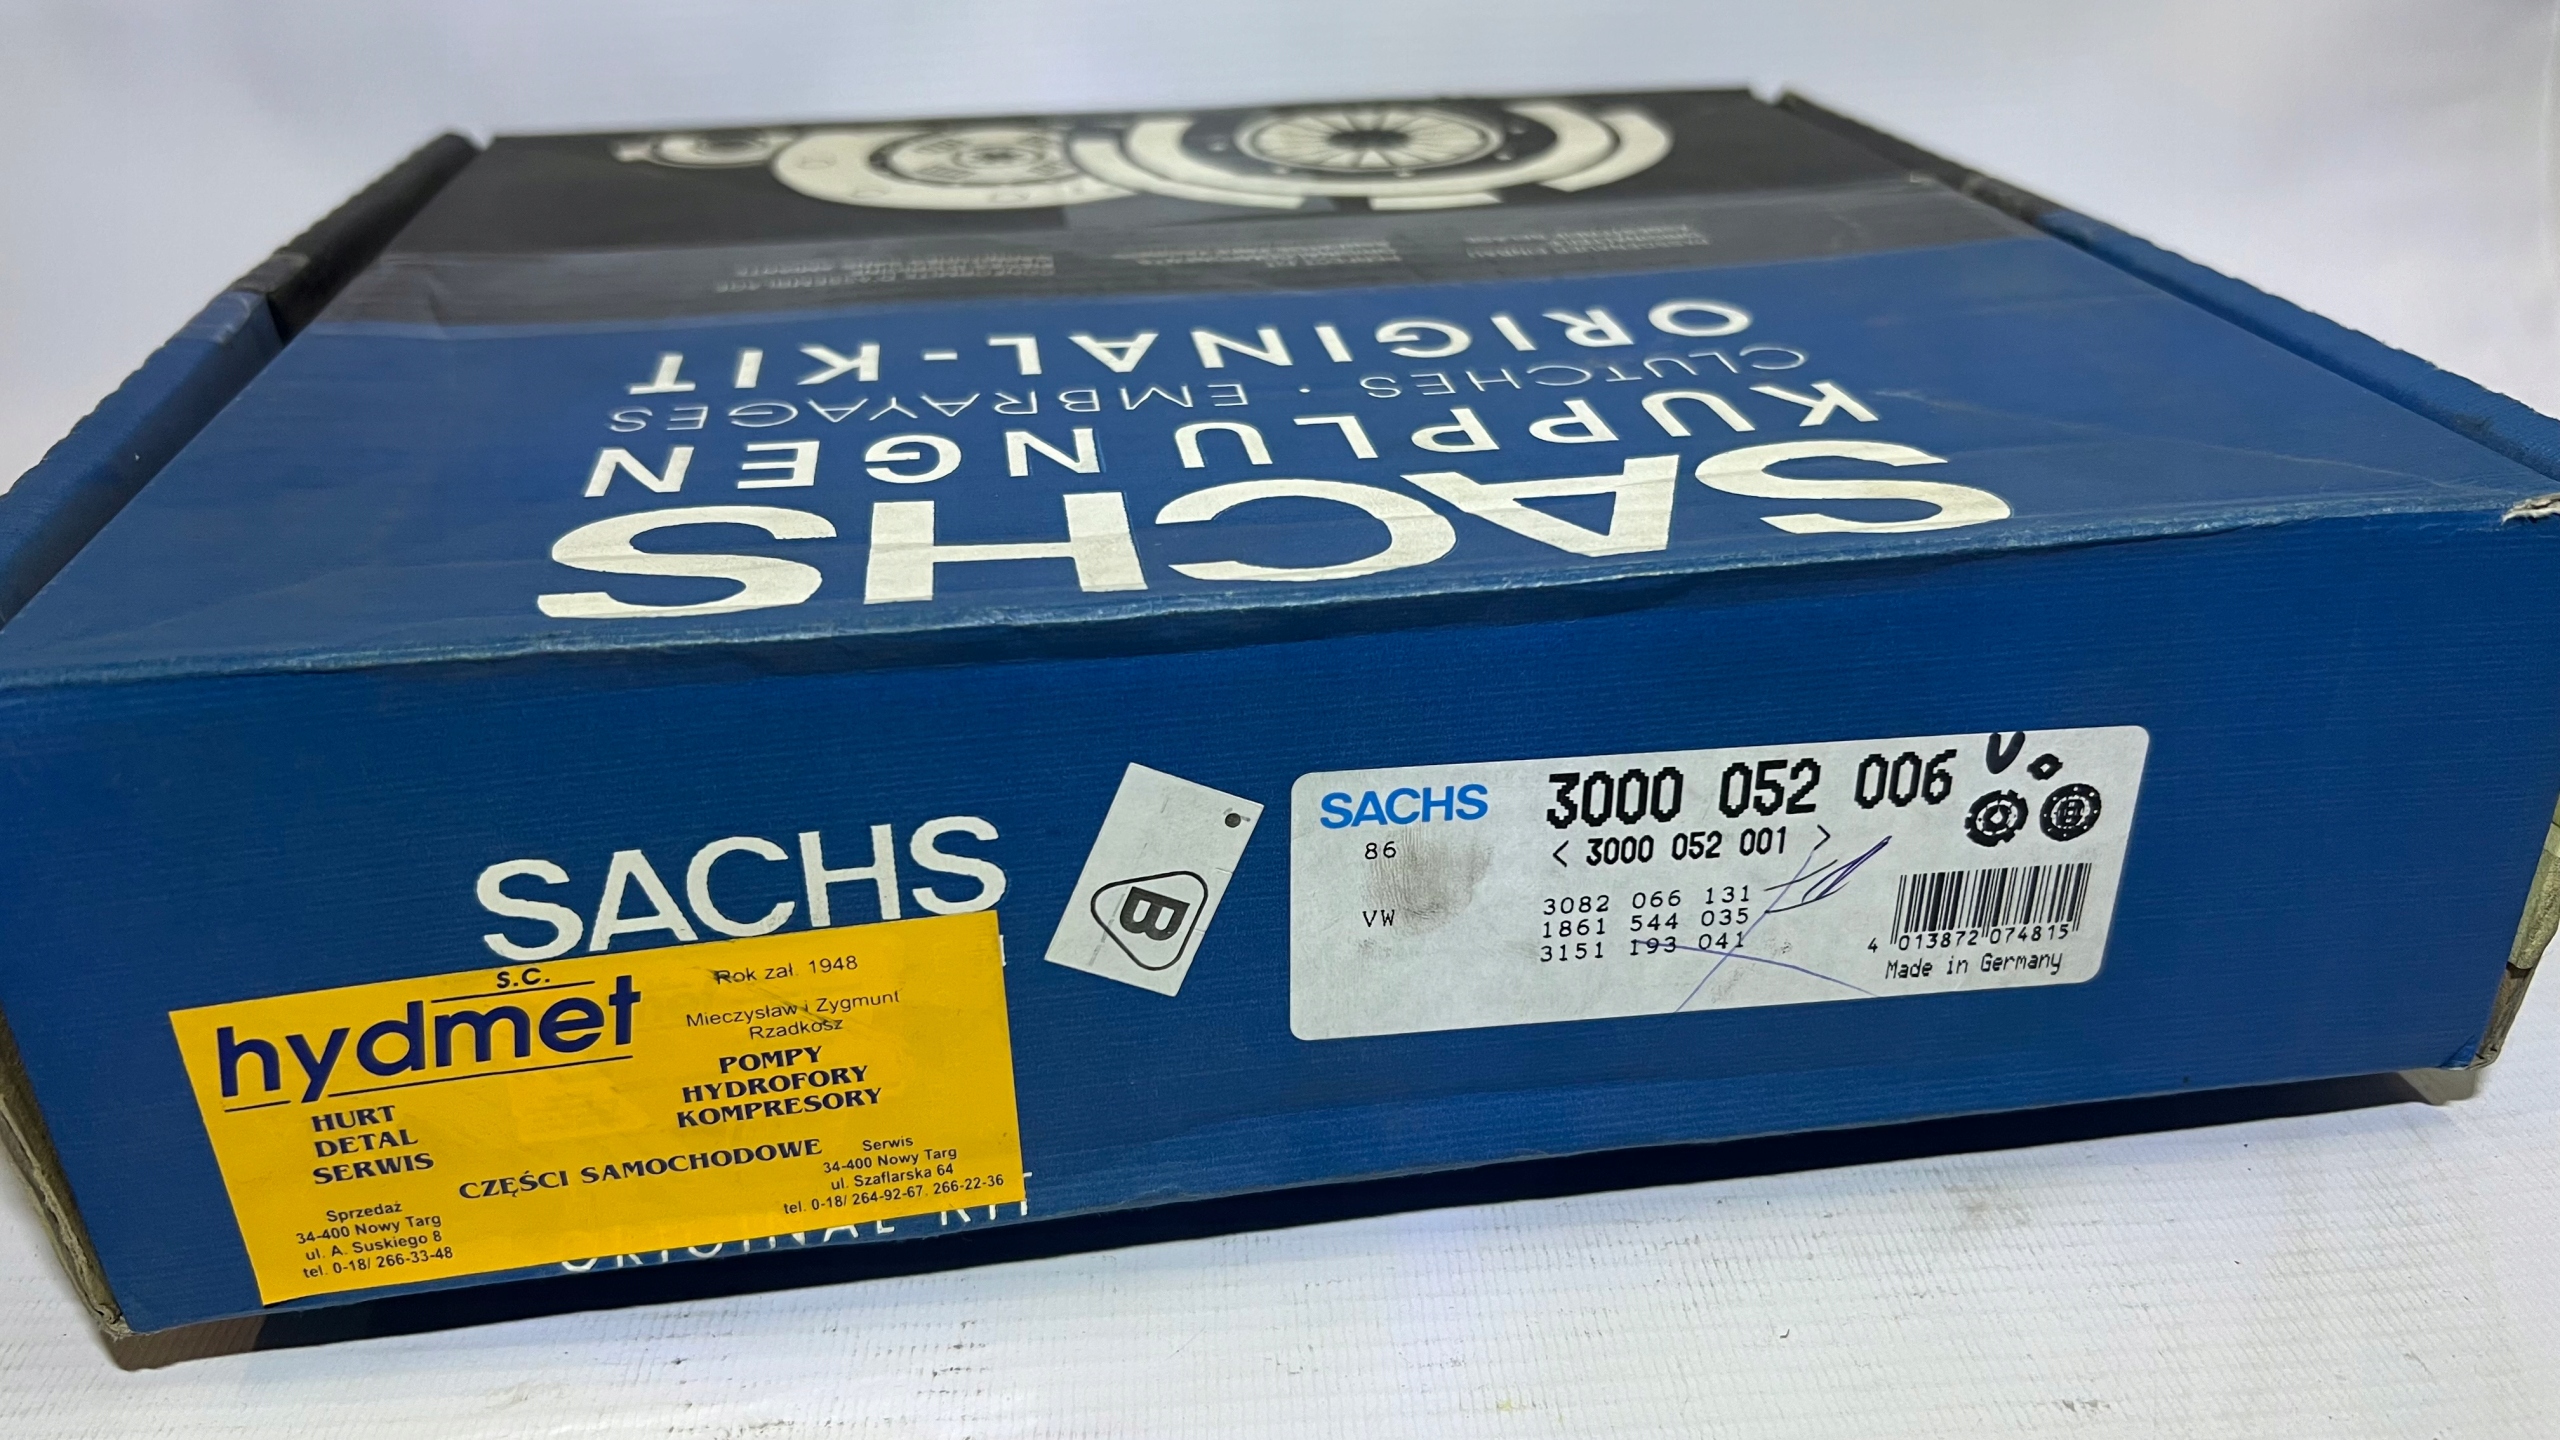 SACHS
KUPPLUNGEN
CLUTCHES · EMBRAYAGES
ORIGINAL-KIT
SACHS
ORIGINAL KIT
S.C.
hydmet
HURT
DETAL
SERWIS
Rok zał. 1948
Mieczysław i Zygmunt
Rzadkosz
POMPY
HYDROFORY
KOMPRESORY
CZĘŚCI SAMOCHODOWE
Sprzedaż
34-400 Nowy Targ
ul. A. Suskiego 8
tel. 0-18/ 266-33-48
Serwis
34-400 Nowy Targ
ul. Szaflarska 64
tel. 0-18/ 264-92-67, 266-22-36
B
SACHS
86
VW
3000 052 006
< 3000 052 001 >
3082 066 131
1861 544 035
3151 193 041
4 013872 074815
Made in Germany